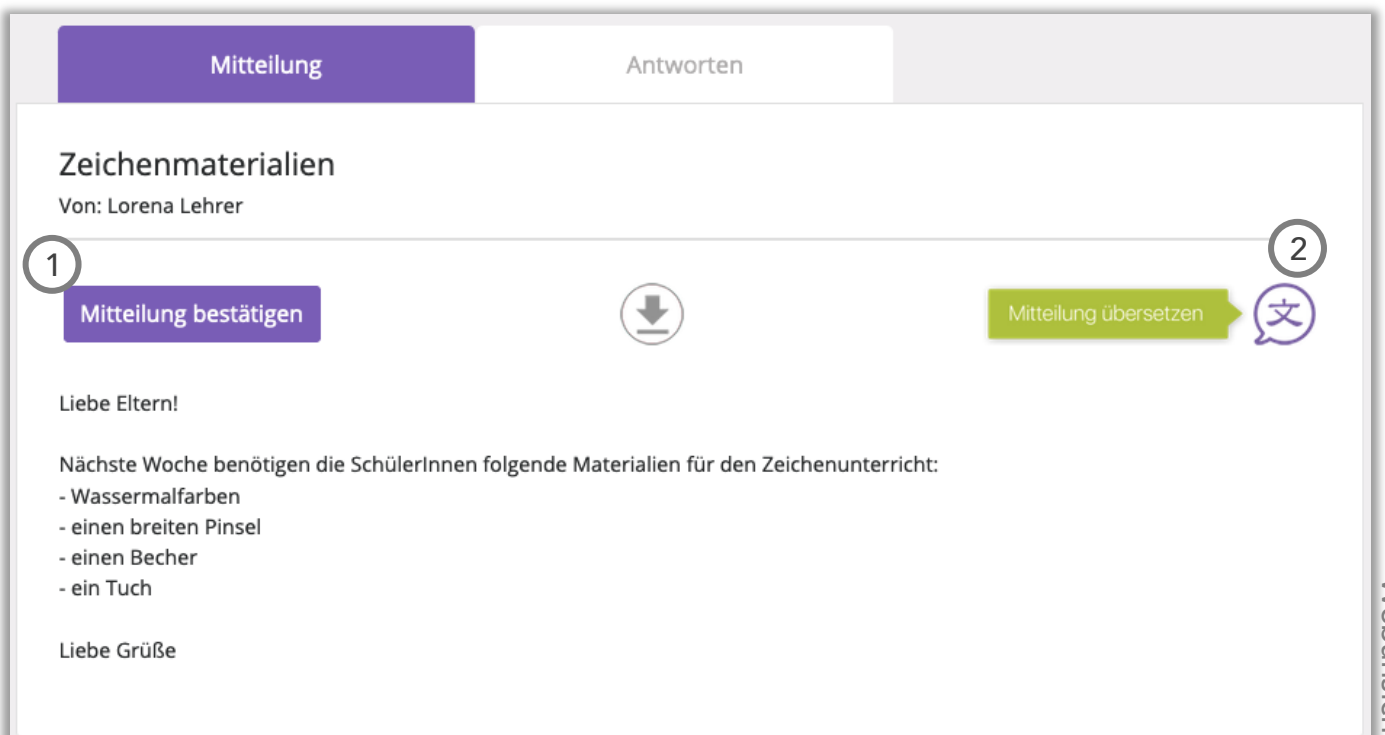 Mitteilung
Antworten
Zeichenmaterialien
Von: Lorena Lehrer
1
2
Mitteilung bestätigen
Mitteilung übersetzen
文
Liebe Eltern!
Nächste Woche benötigen die SchülerInnen folgende Materialien für den Zeichenunterricht:
- Wassermalfarben
- einen breiten Pinsel
- einen Becher
- ein Tuch
Liebe Grüße